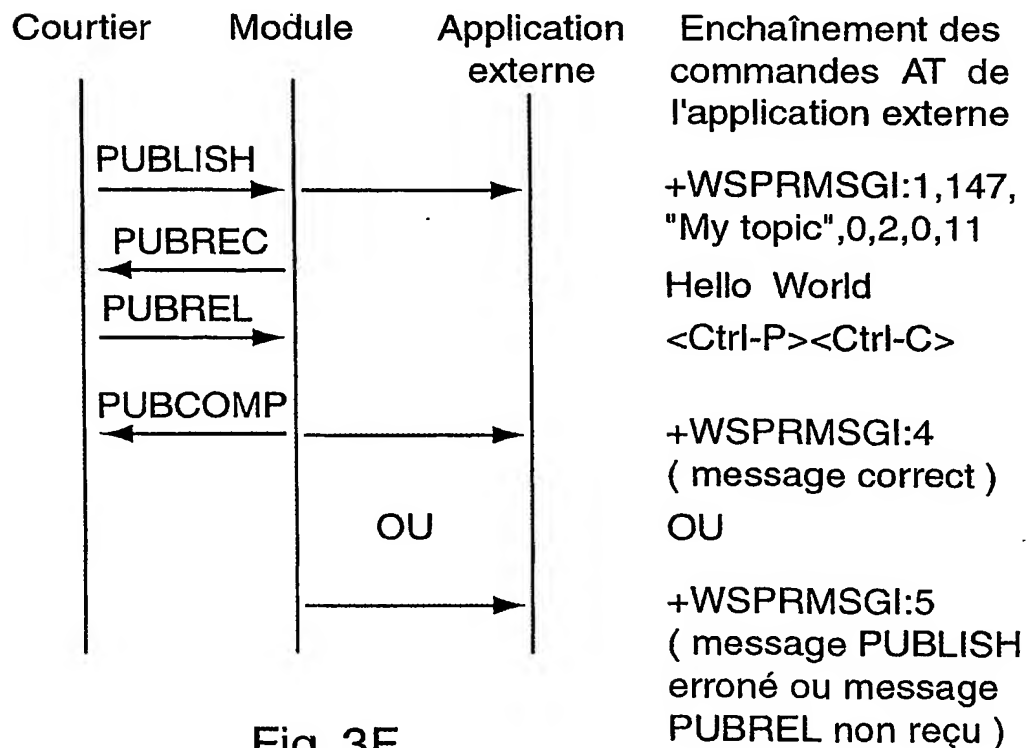 Courtier Module Application externe
Enchaînement des
commandes AT de
l'application externe
PUBLISH
+WSPRMSGI:1,147,
"My topic",0,2,0,11
PUBREC
Hello World
PUBREL
<Ctrl-P><Ctrl-C>
PUBCOMP
+WSPRMSGI:4
( message correct )
OU
OU
+WSPRMSGI:5
( message PUBLISH
erroné ou message
PUBREL non reçu )